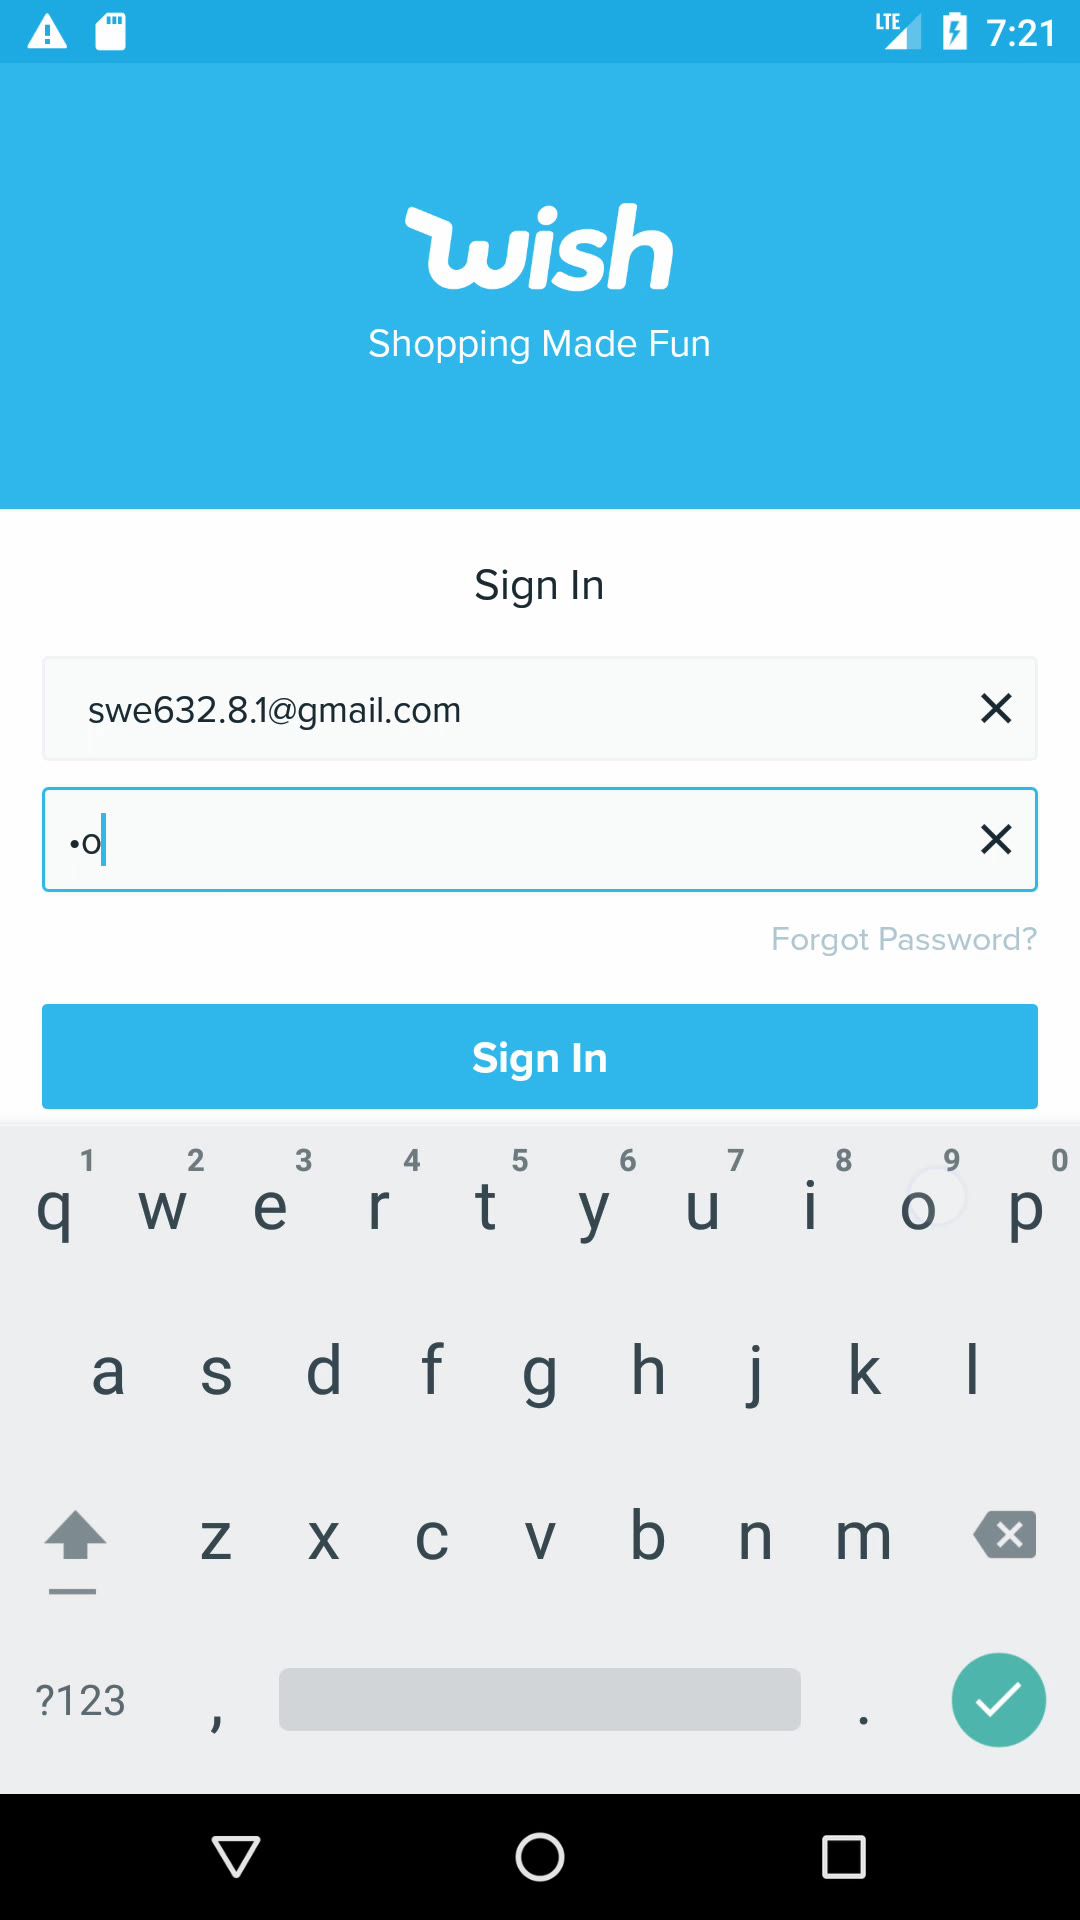 LTE 7:21
wish
Shopping Made Fun
Sign In
swe632.8.1@gmail.com
•o
Forgot Password?
Sign In
1 2 3 4 5 6 7 8 9 0
q w e r t y u i o p
a s d f g h j k l
z x c v b n m
?123 , .